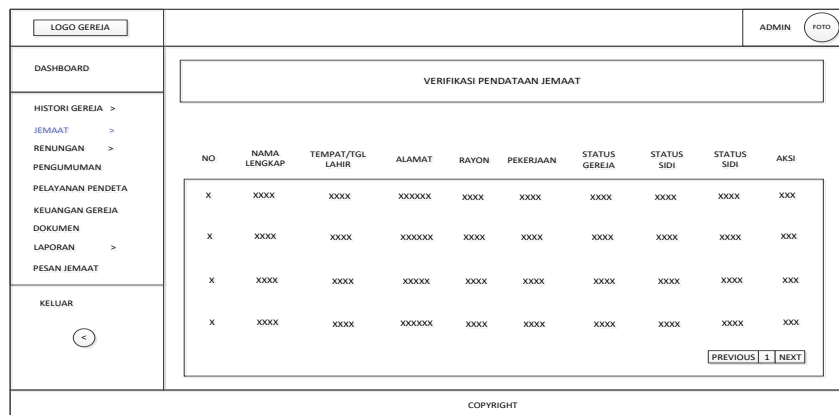 LOGO GEREJA
ADMIN
FOTO
DASHBOARD
HISTORI GEREJA >
JEMAAT >
RENUNGAN >
PENGUMUMAN
PELAYANAN PENDETA
KEUANGAN GEREJA
DOKUMEN
LAPORAN >
PESAN JEMAAT
KELUAR
<
VERIFIKASI PENDATAAN JEMAAT
NO NAMA LENGKAP TEMPAT/TGL LAHIR ALAMAT RAYON PEKERJAAN STATUS GEREJA STATUS SIDI STATUS SIDI AKSI
X XXXX XXXX XXXXXX XXXX XXXX XXXX XXXX XXXX XXX
X XXXX XXXX XXXXXX XXXX XXXX XXXX XXXX XXXX XXX
X XXXX XXXX XXXXX XXXX XXXX XXXX XXXX XXXX XXX
X XXXX XXXX XXXXXX XXXX XXXX XXXX XXXX XXXX XXX
PREVIOUS 1 NEXT
COPYRIGHT